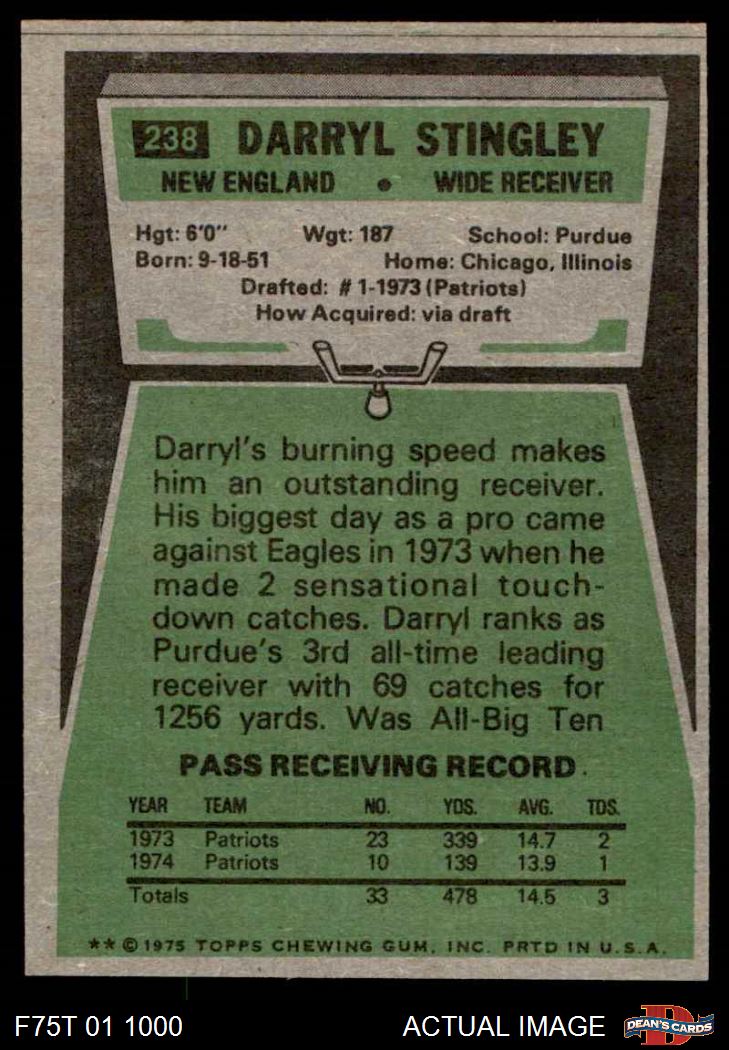 238 DARRYL STINGLEY
NEW ENGLAND • WIDE RECEIVER
Hgt: 6'0" Wgt: 187 School: Purdue
Born: 9-18-51 Home: Chicago, Illinois
Drafted: #1-1973 (Patriots)
How Acquired: via draft
Darryl's burning speed makes
him an outstanding receiver.
His biggest day as a pro came
against Eagles in 1973 when he
made 2 sensational touch-
down catches. Darryl ranks as
Purdue's 3rd all-time leading
receiver with 69 catches for
1256 yards. Was All-Big Ten
PASS RECEIVING RECORD
YEAR TEAM NO. YDS. AVG. TDS.
1973 Patriots 23 339 14.7 2
1974 Patriots 10 139 13.9 1
Totals 33 478 14.5 3
** © 1975 TOPPS CHEWING GUM, INC. PRTD IN U.S.A.
F75T 01 1000 ACTUAL IMAGE D DEAN'S CARDS